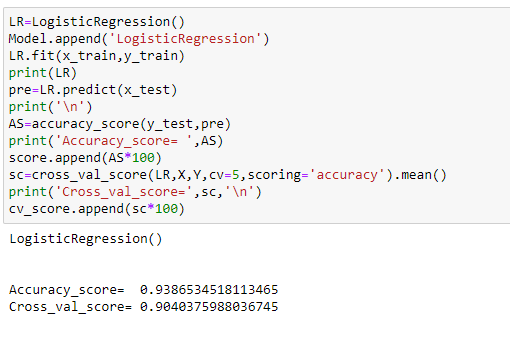 LR=LogisticRegression()
Model.append('LogisticRegression')
LR.fit(x_train,y_train)
print(LR)
pre=LR.predict(x_test)
print('\n')
AS=accuracy_score(y_test,pre)
print('Accuracy_score= ',AS)
score.append(AS*100)
sc=cross_val_score(LR,X,Y,cv=5,scoring='accuracy').mean()
print('Cross_val_score=',sc,'\n')
cv_score.append(sc*100)
LogisticRegression()
Accuracy_score=  0.9386534518113465
Cross_val_score= 0.9040375988036745